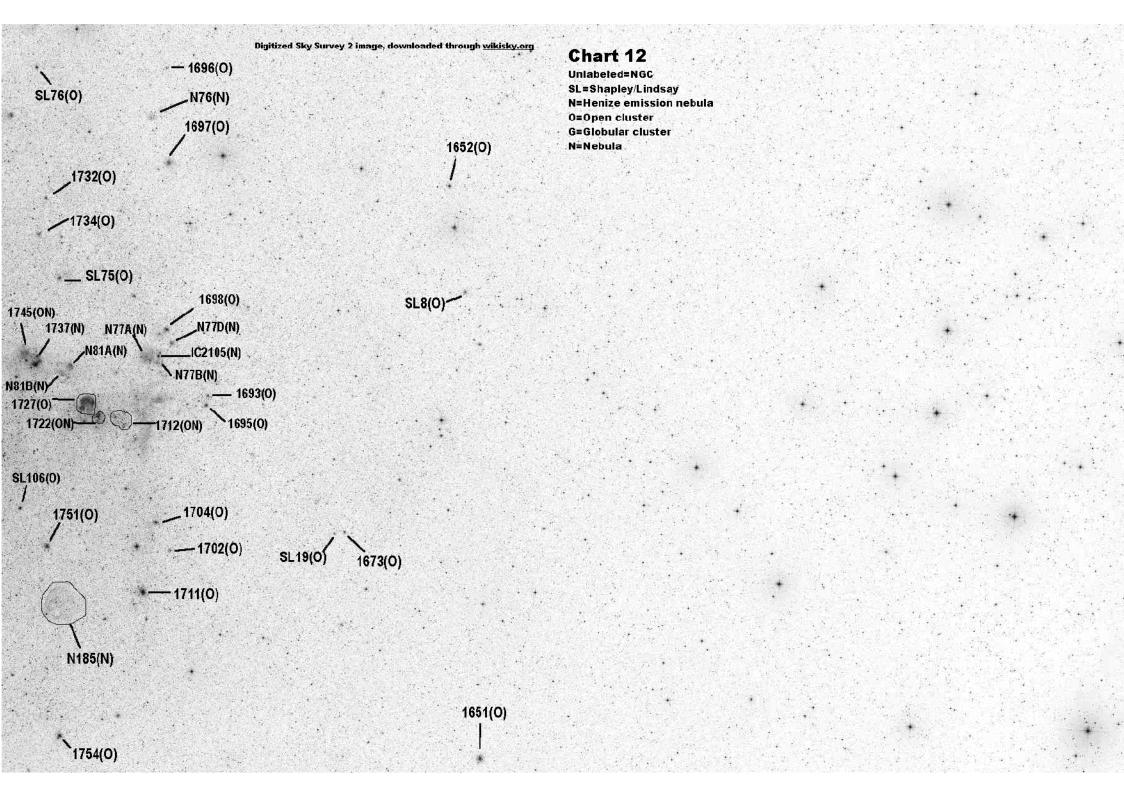 Digitized Sky Survey 2 image, downloaded through wikisky.org
Chart 12
Unlabeled=NGC
SL=Shapley/Lindsay
N=Henize emission nebula
O=Open cluster
G=Globular cluster
N=Nebula
1696(O)
SL76(O)
N76(N)
1697(O)
1652(O)
1732(O)
1734(O)
SL75(O)
SL8(O)
1698(O)
1745(ON)
1737(N)
N77A(N)
N77D(N)
N81A(N)
IC2105(N)
N77B(N)
N81B(N)
1693(O)
1727(O)
1722(ON)
1712(ON)
1695(O)
SL106(O)
1751(O)
1704(O)
1702(O)
SL19(O)
1673(O)
1711(O)
N185(N)
1651(O)
1754(O)